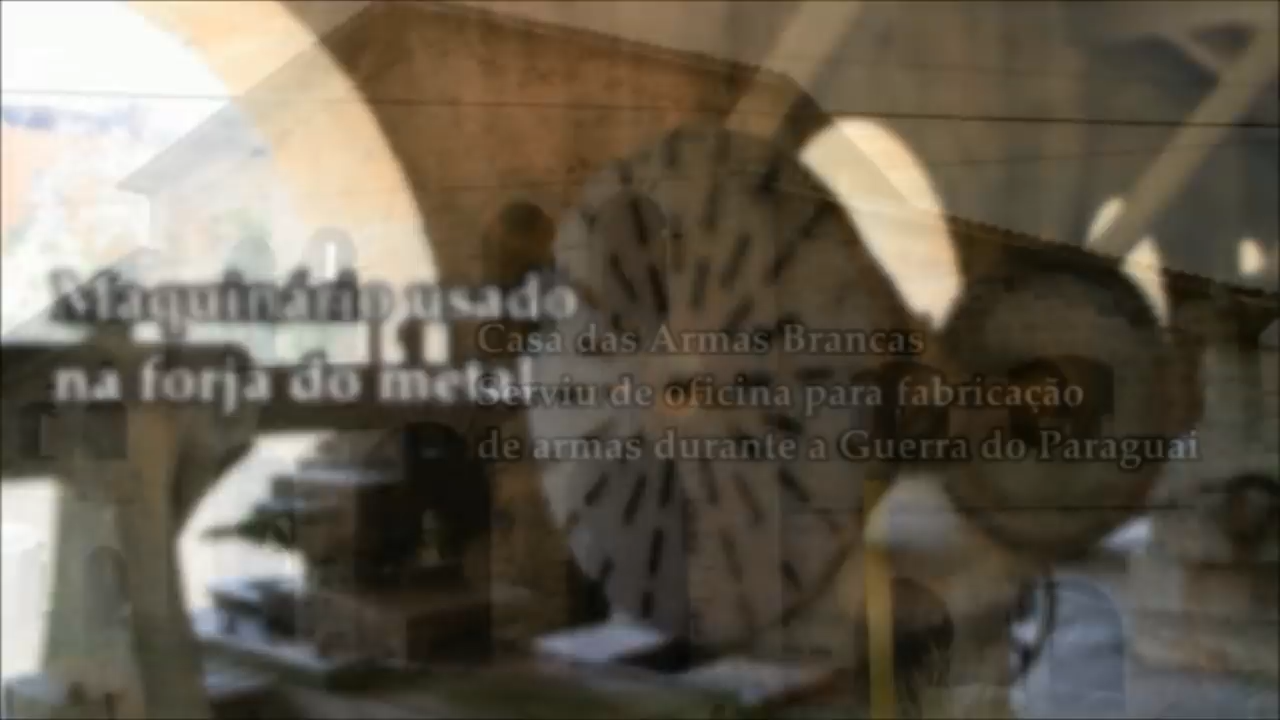 Maquinário usado
na forja do metal
Casa das Armas Brancas
Serviu de oficina para fabricação
de armas durante a Guerra do Paraguai